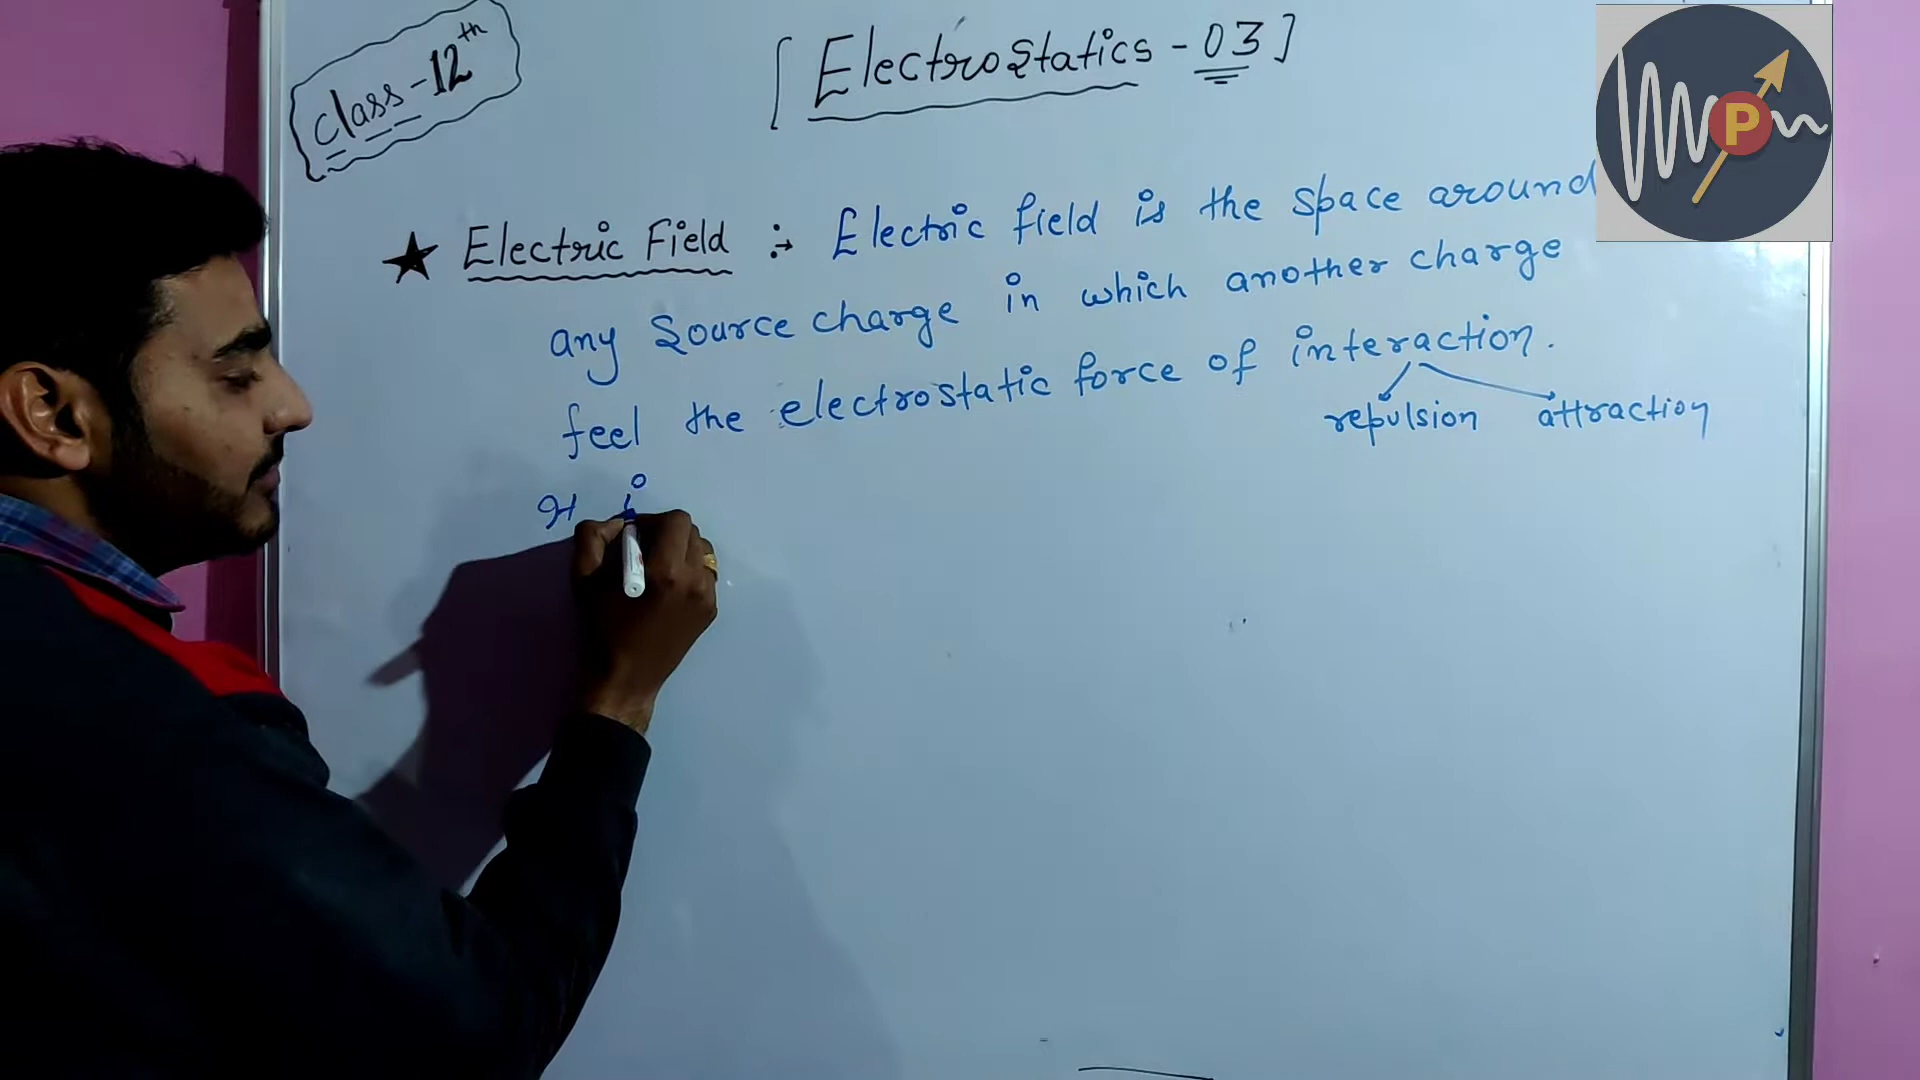 Class-12th
[Electrostatics-03]
★ Electric Field :→ Electric field is the space around
any source charge in which another charge
feel the electrostatic force of interaction.
repulsion attraction
It i
P